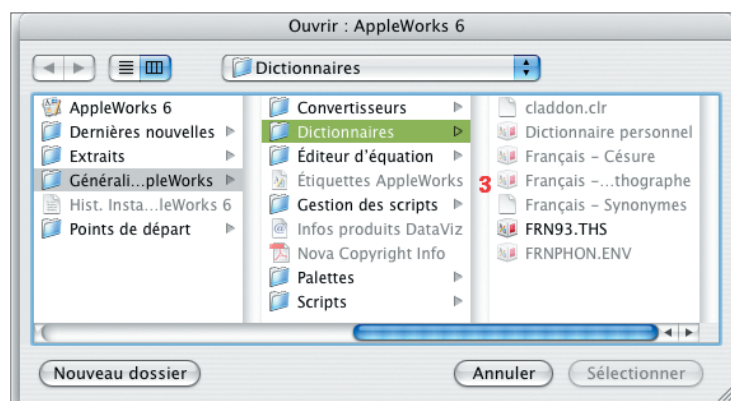 Ouvrir : AppleWorks 6
Dictionnaires
AppleWorks 6
Dernières nouvelles
Extraits
Générali...pleWorks
Hist. Insta...leWorks 6
Points de départ
Convertisseurs
Dictionnaires
Éditeur d'équation
Étiquettes AppleWorks
Gestion des scripts
Infos produits DataViz
Nova Copyright Info
Palettes
Scripts
3
claddon.clr
Dictionnaire personnel
Français – Césure
Français –...thographe
Français – Synonymes
FRN93.THS
FRNPHON.ENV
Nouveau dossier
Annuler
Sélectionner